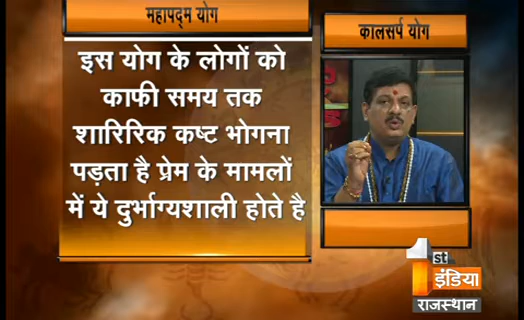 महापद्म योग
इस योग के लोगों को
काफी समय तक
शारिरिक कष्ट भोगना
पड़ता है प्रेम के मामलों
में ये दुर्भाग्यशाली होते है
कालसर्प योग
1st
इंडिया
राजस्थान